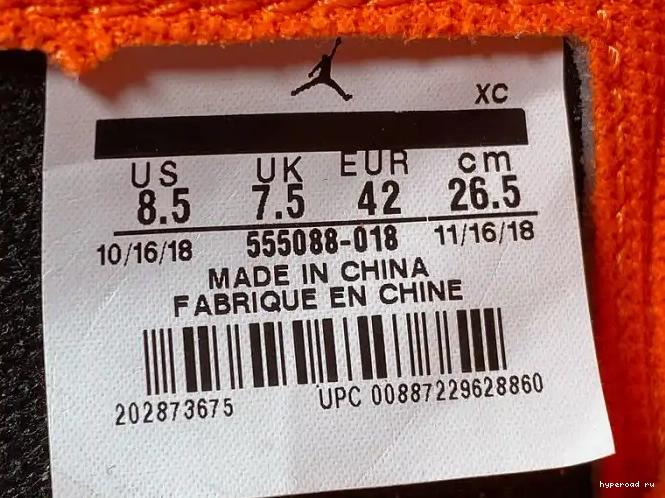 XC
US UK EUR cm
8.5 7.5 42 26.5
10/16/18 555088-018 11/16/18
MADE IN CHINA
FABRIQUE EN CHINE
202873675 UPC 00887229628860
hyperoad ru